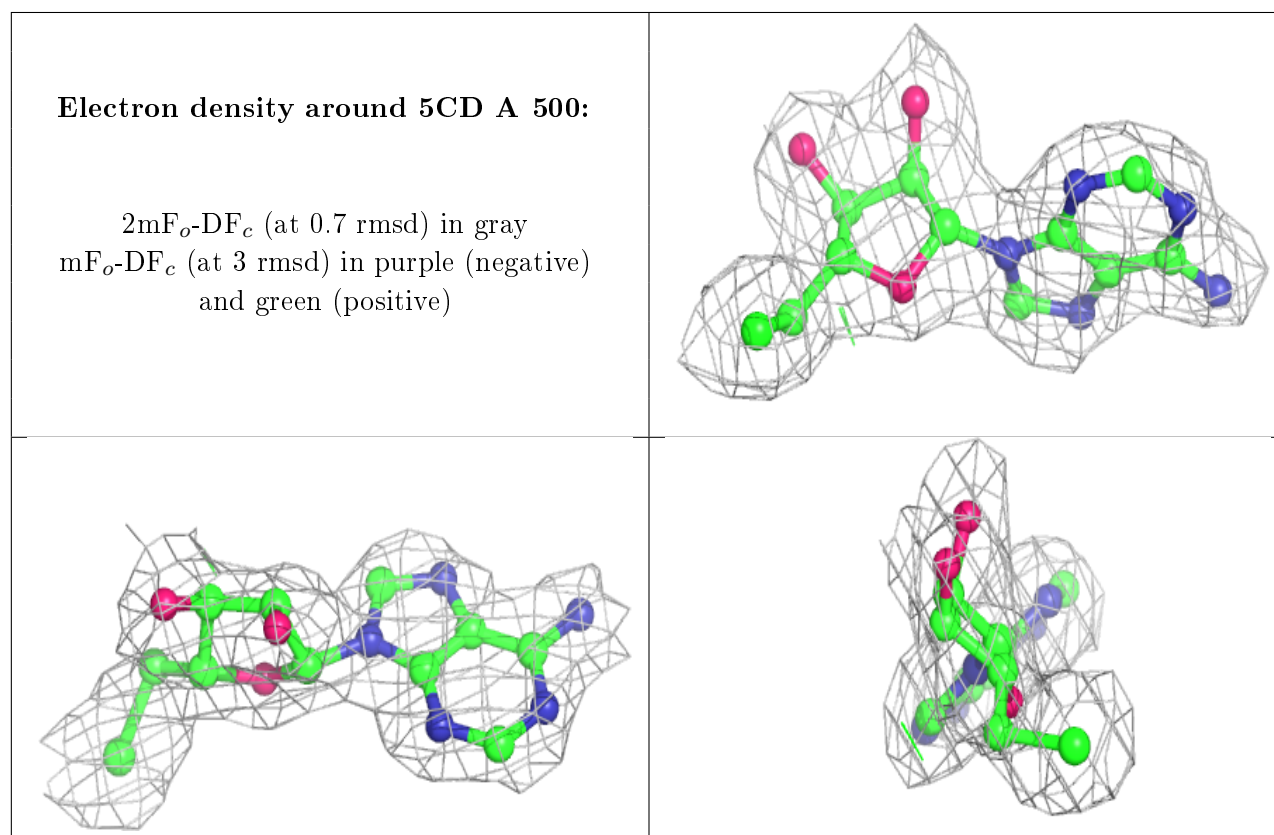 Electron density around 5CD A 500:
2mFo-DFc (at 0.7 rmsd) in gray
mFo-DFc (at 3 rmsd) in purple (negative)
and green (positive)